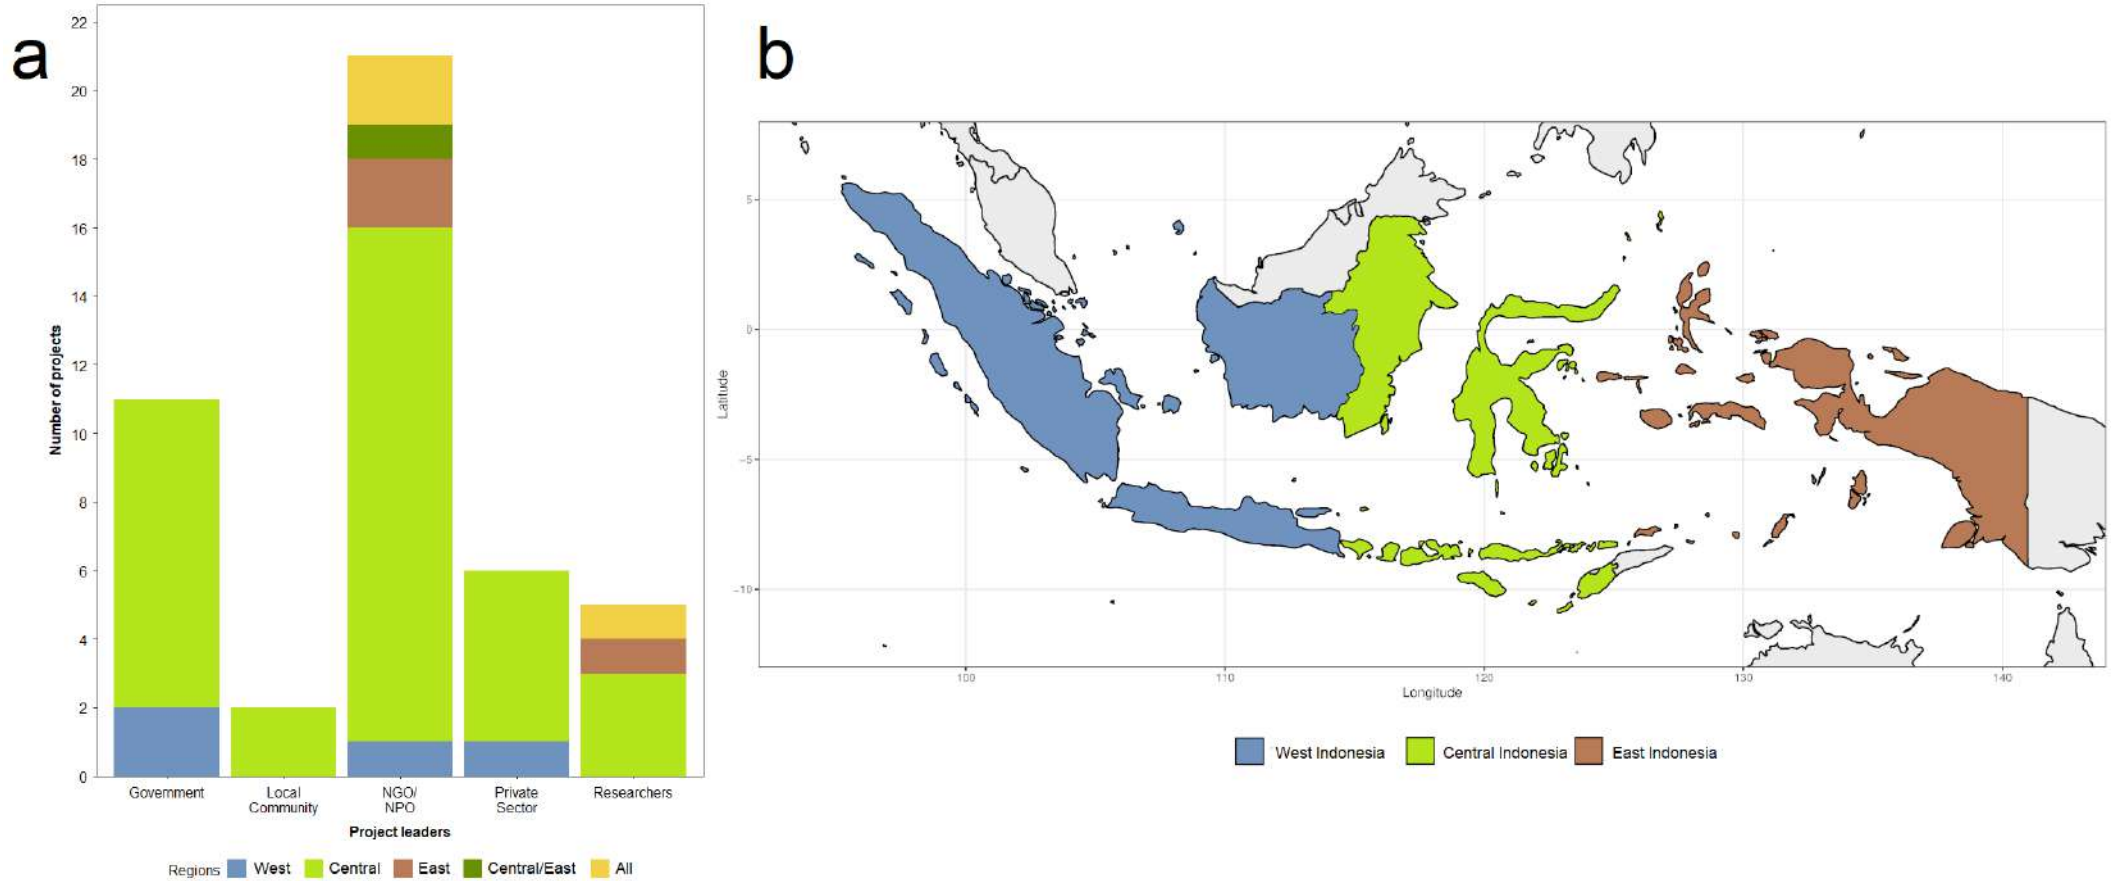 a
22
20
18
16
14
12
10
8
6
4
2
0
Number of projects
Government
Local
Community
NGO/
NPO
Private
Sector
Researchers
Project leaders
Regions West Central East Central/East All
b
5
0
−5
−10
Latitude
100 110 120 130 140
Longitude
West Indonesia Central Indonesia East Indonesia